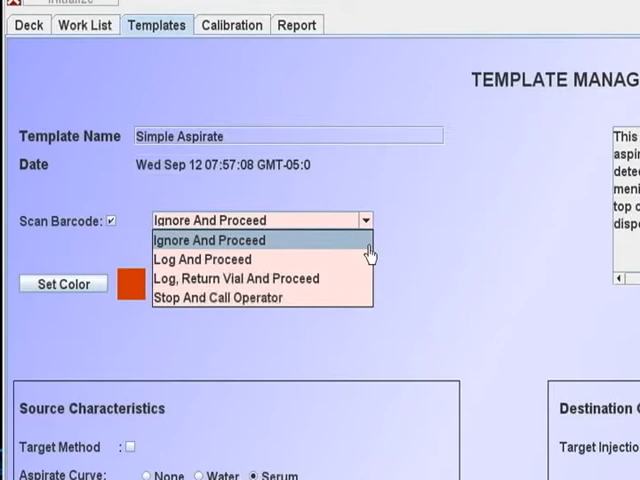 Initialize
Deck Work List Templates Calibration Report
TEMPLATE MANAG
Template Name Simple Aspirate
Date Wed Sep 12 07:57:08 GMT-05:0
This
aspir
dete
meni
top o
dispe
Scan Barcode: Ignore And Proceed
Ignore And Proceed
Log And Proceed
Log, Return Vial And Proceed
Stop And Call Operator
Set Color
Source Characteristics
Target Method :
Aspirate Curve: None Water Serum
Destination C
Target Injectio